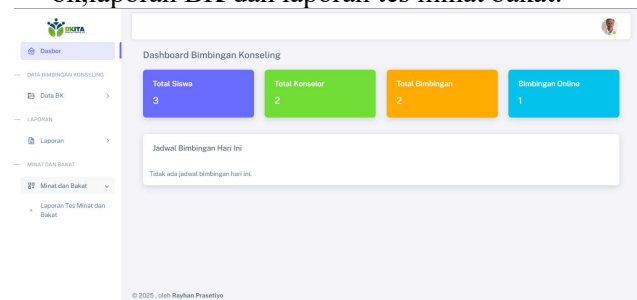 BKITA
Dasbor
DATA BIMBINGAN KONSELING
Data BK
LAPORAN
Laporan
MINAT DAN BAKAT
Minat dan Bakat
Laporan Tes Minat dan
Bakat
Dashboard Bimbingan Konseling
Total Siswa
3
Total Konselor
2
Total Bimbingan
2
Bimbingan Online
1
Jadwal Bimbingan Hari Ini
Tidak ada jadwal bimbingan hari ini.
© 2025 , oleh Rayhan Prasetiyo